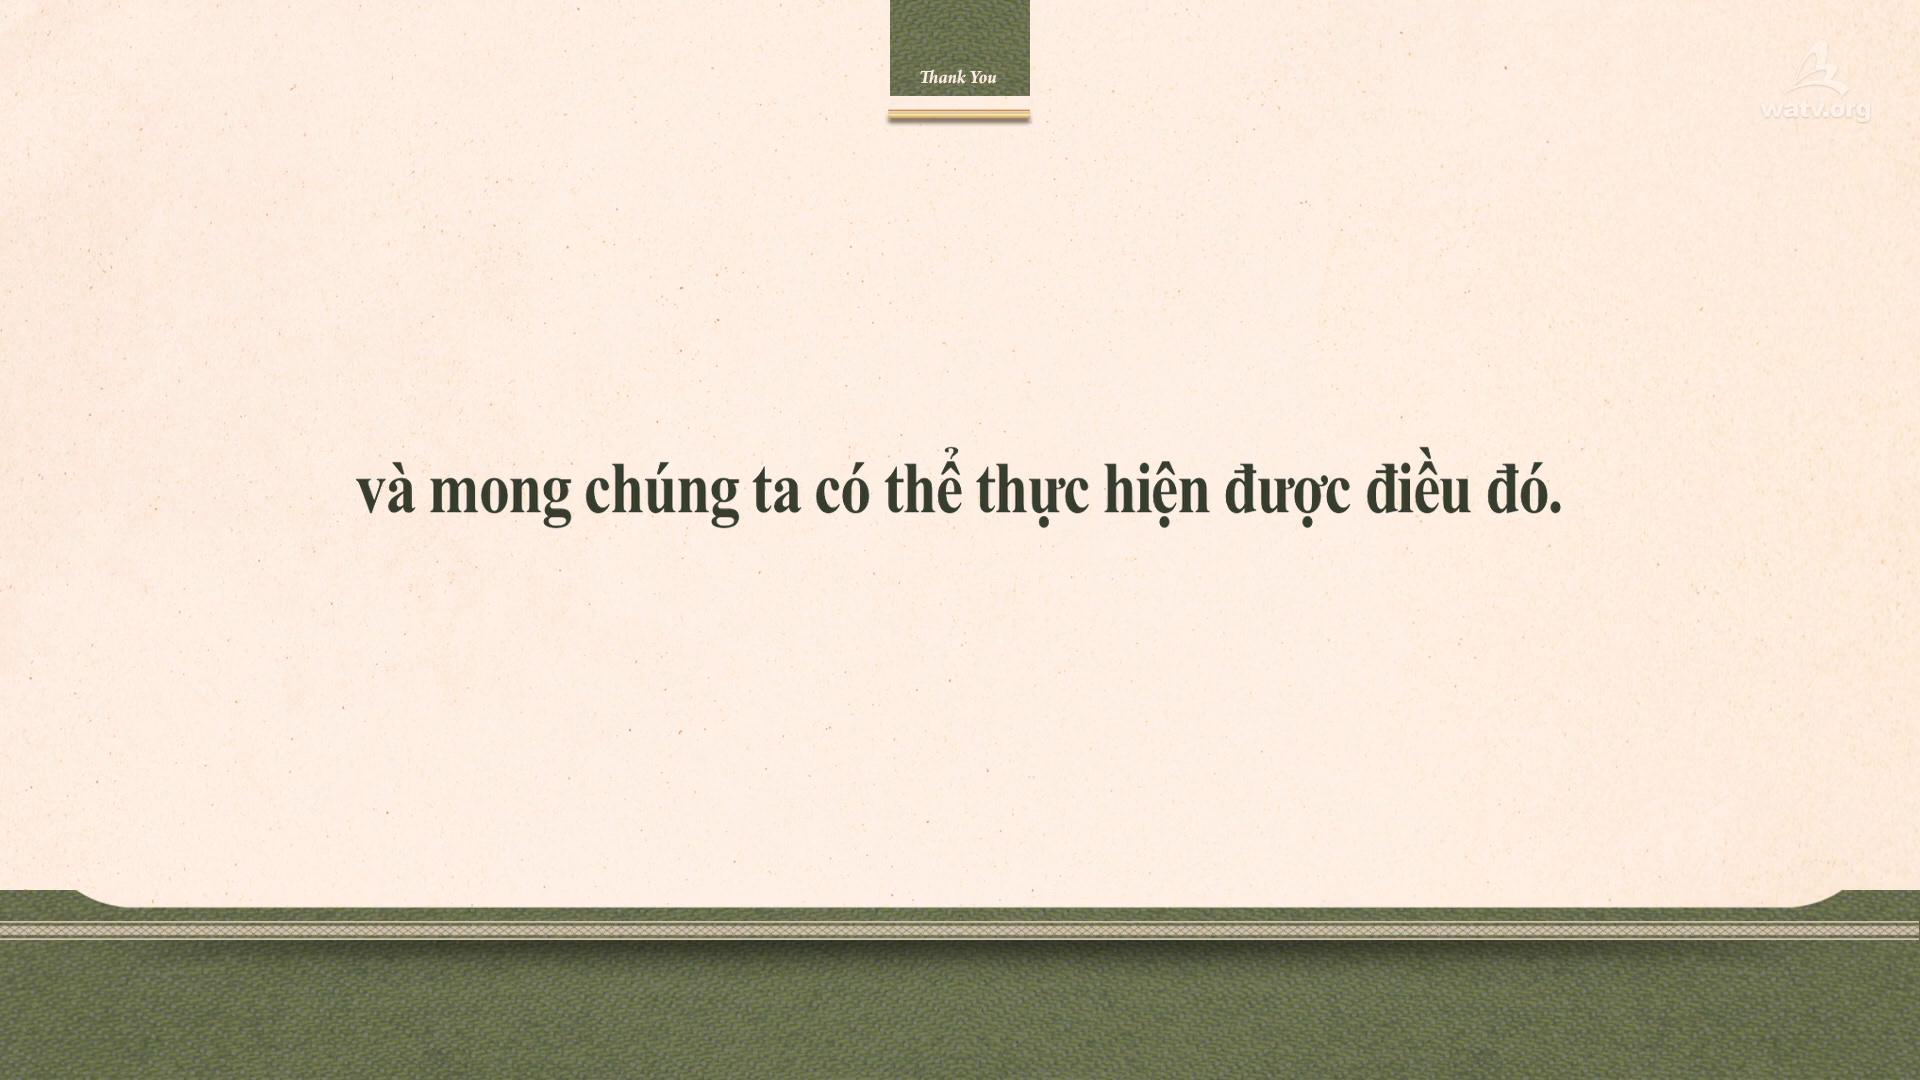 Thank You
watv.org
và mong chúng ta có thể thực hiện được điều đó.